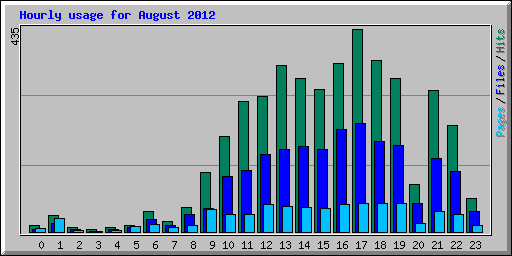 Hourly usage for August 2012
435
Pages / Files / Hits
0 1 2 3 4 5 6 7 8 9 10 11 12 13 14 15 16 17 18 19 20 21 22 23